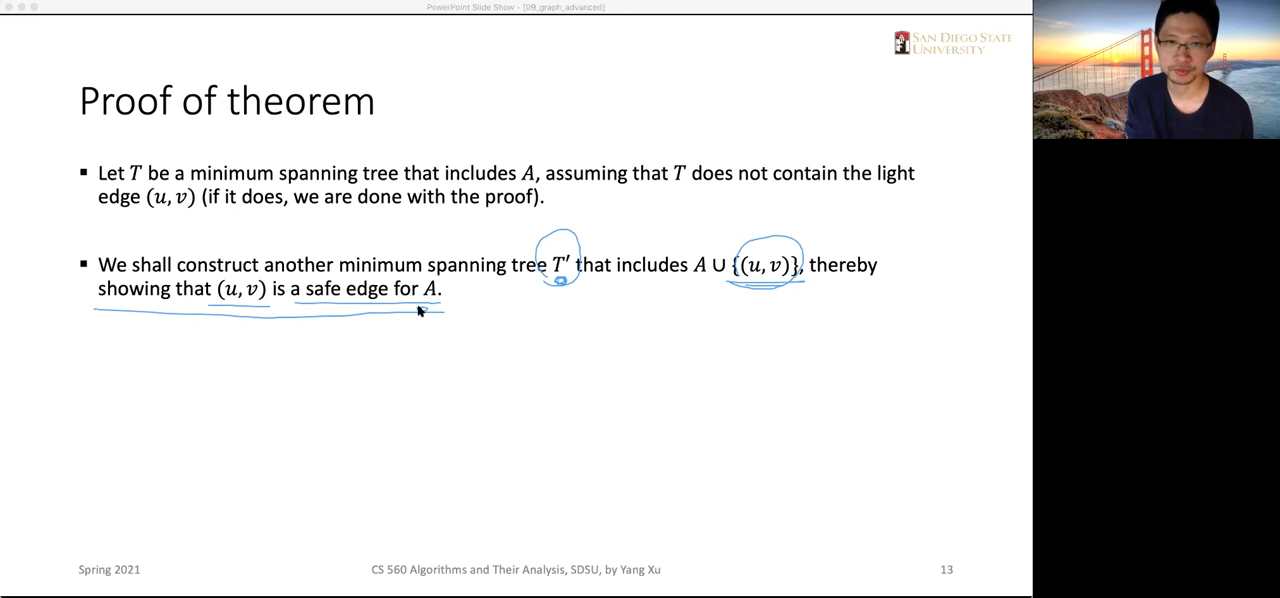 PowerPoint Slide Show - [09_graph_advanced]
SAN DIEGO STATE
UNIVERSITY
Proof of theorem
▪ Let T be a minimum spanning tree that includes A, assuming that T does not contain the light
edge (u, v) (if it does, we are done with the proof).
▪ We shall construct another minimum spanning tree T′ that includes A ∪ {(u, v)}, thereby
showing that (u, v) is a safe edge for A.
Spring 2021
CS 560 Algorithms and Their Analysis, SDSU, by Yang Xu
13